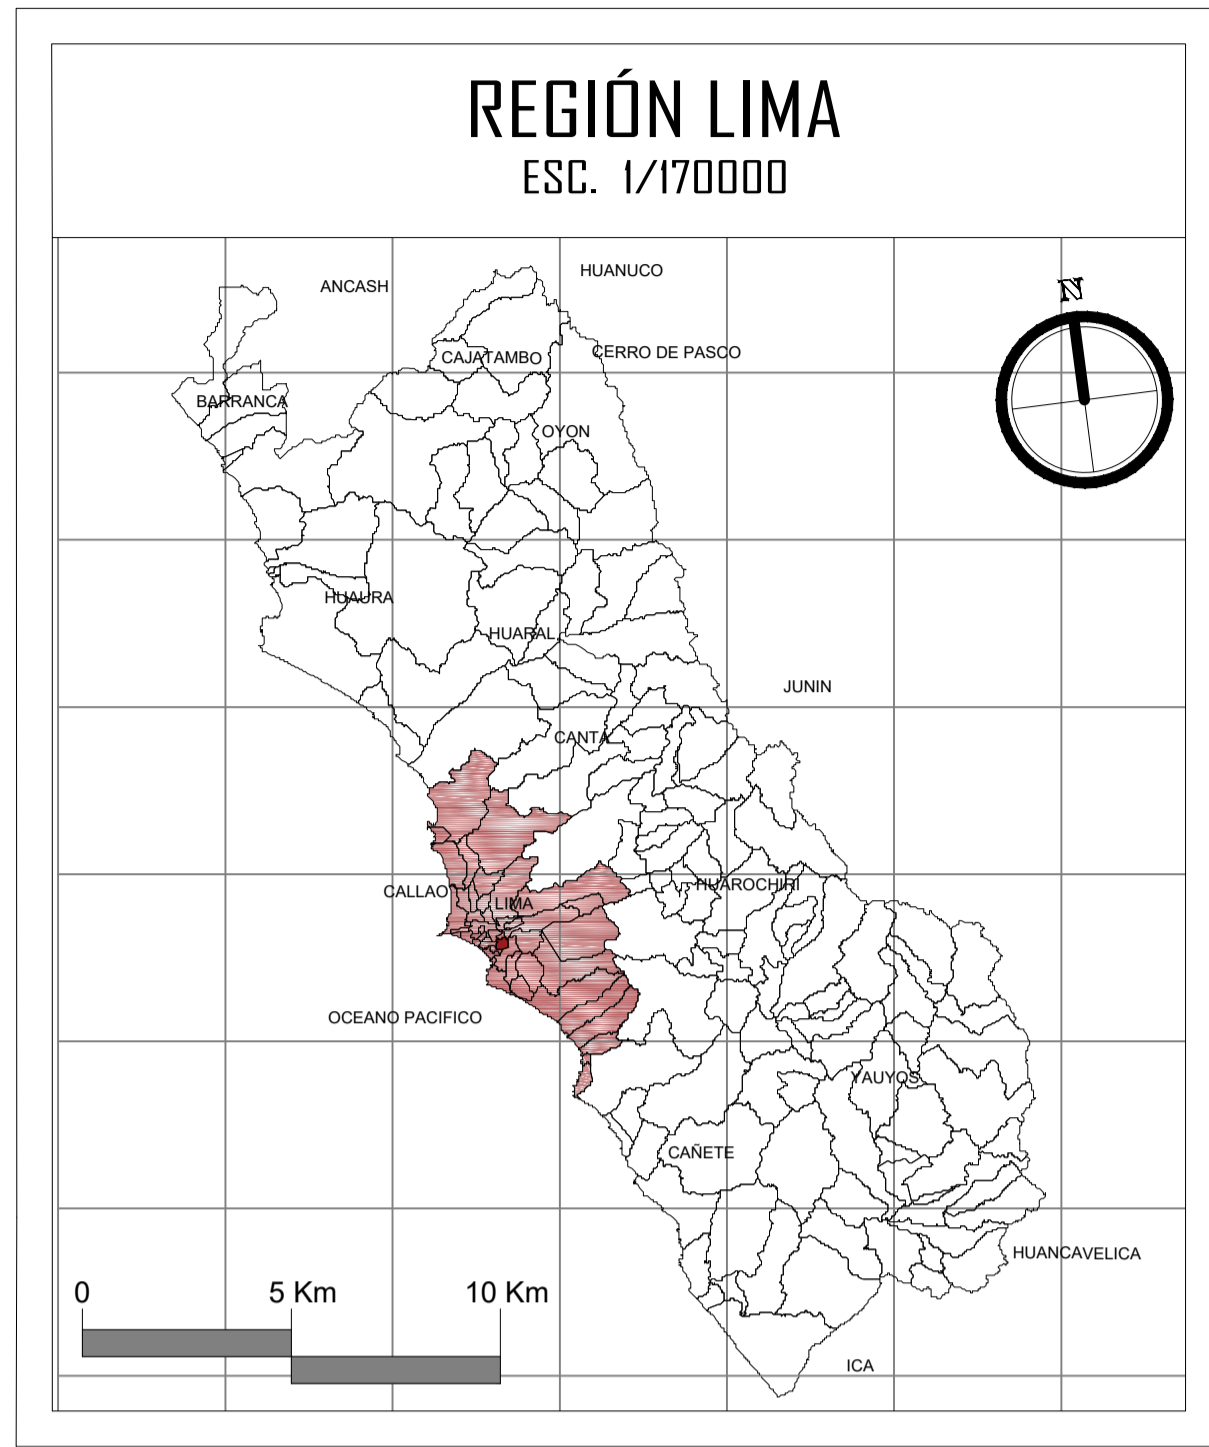 REGIÓN LIMA
ESC. 1/170000
HUANUCO
ANCASH
N
CERRO DE PASCO
CAJATAMBO
BARRANCA
OYON
HUAURA
HUARAL
JUNIN
CANTA
HUAROCHIRI
CALLAO
LIMA
OCEANO PACIFICO
YAUYOS
CAÑETE
HUANCAVELICA
0 5 Km 10 Km
ICA